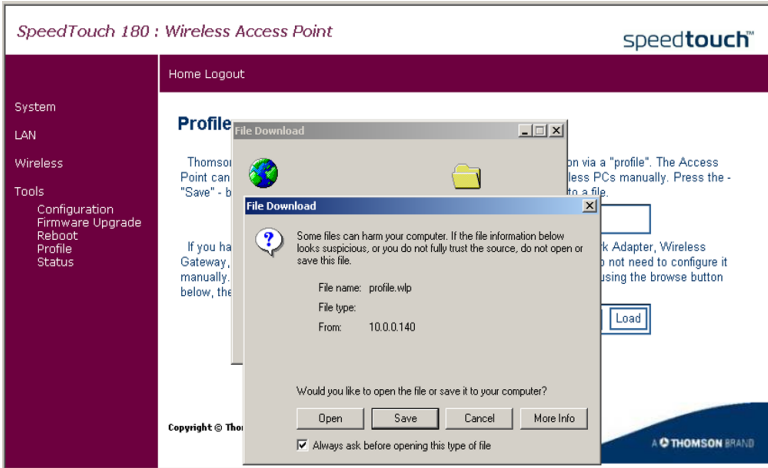 SpeedTouch 180 : Wireless Access Point
speedtouch™
Home Logout
System
LAN
Wireless
Tools
Configuration
Firmware Upgrade
Reboot
Profile
Status
Profile
Thomson
on via a "profile". The Access
Point can
less PCs manually. Press the -
"Save" - b
to a file.
If you ha
rk Adapter, Wireless
Gateway,
o not need to configure it
manually.
using the browse button
below, the
Load
Copyright © Tho
A THOMSON BRAND
File Download
File Download
Some files can harm your computer. If the file information below
looks suspicious, or you do not fully trust the source, do not open or
save this file.
File name: profile.wlp
File type:
From: 10.0.0.140
Would you like to open the file or save it to your computer?
Open Save Cancel More Info
Always ask before opening this type of file